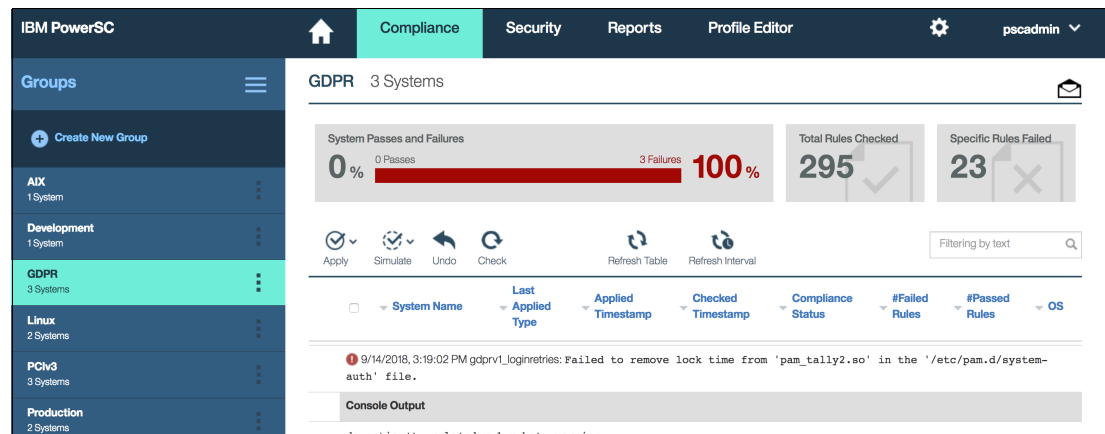 IBM PowerSC
Compliance
Security
Reports
Profile Editor
pscadmin
Groups
Create New Group
AIX
1 System
Development
1 System
GDPR
3 Systems
Linux
2 Systems
PCIv3
3 Systems
Production
2 Systems
GDPR 3 Systems
System Passes and Failures
0 %
0 Passes
3 Failures
100 %
Total Rules Checked
295
Specific Rules Failed
23
Apply
Simulate
Undo
Check
Refresh Table
Refresh Interval
Filtering by text
System Name
Last
Applied
Type
Applied
Timestamp
Checked
Timestamp
Compliance
Status
#Failed
Rules
#Passed
Rules
OS
9/14/2018, 3:19:02 PM gdprv1_loginretries: Failed to remove lock time from 'pam_tally2.so' in the '/etc/pam.d/system-
auth' file.
Console Output